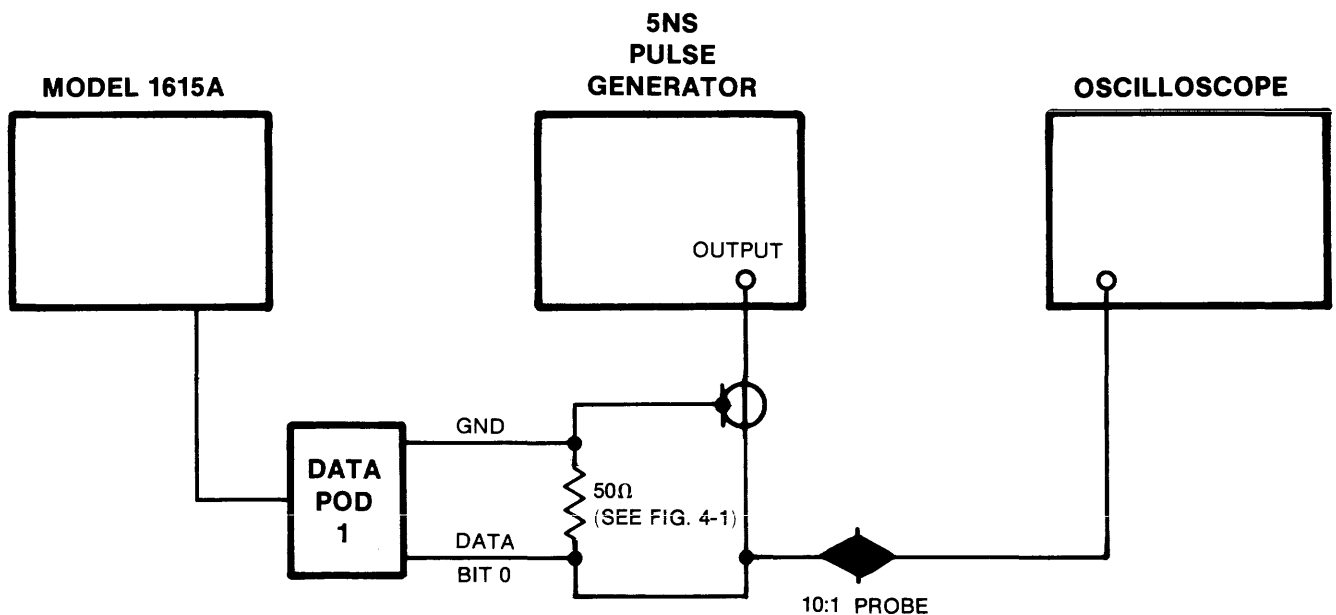 5NS
PULSE
GENERATOR
MODEL 1615A
OSCILLOSCOPE
OUTPUT
GND
DATA
POD
1
50Ω
(SEE FIG. 4-1)
DATA
BIT 0
10:1 PROBE